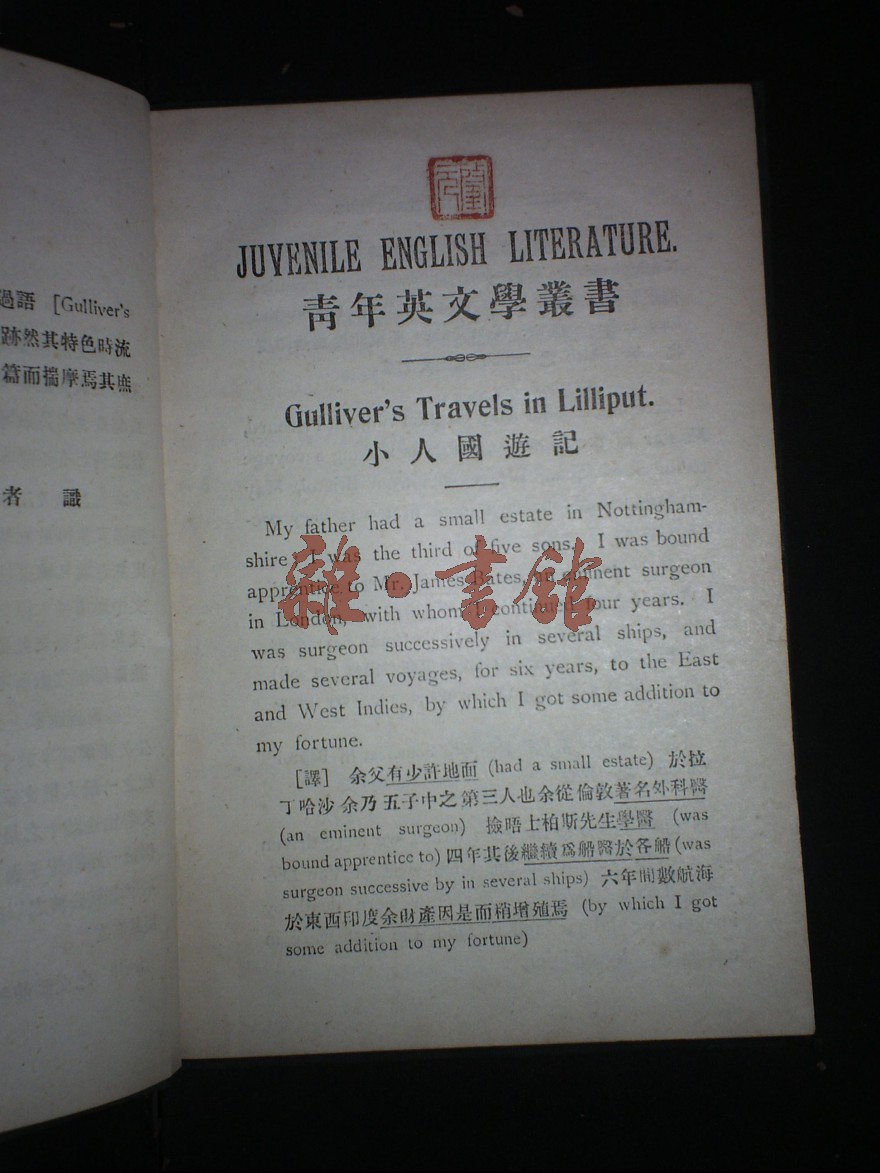 過語 [Gulliver's
跡然其特色時流
篇而揣摩焉其庶
者 識
JUVENILE ENGLISH LITERATURE.
靑年英文學叢書
Gulliver's Travels in Lilliput.
小人國遊記
My father had a small estate in Nottingham-
shire. I was the third of five sons. I was bound
apprentice to Mr. James Bates, an eminent surgeon
in London, with whom I continued four years. I
was surgeon successively in several ships, and
made several voyages, for six years, to the East
and West Indies, by which I got some addition to
my fortune.
雜·書館
[譯] 余父有少許地面 (had a small estate) 於拉
丁哈沙余乃五子中之第三人也余從倫敦著名外科醫
(an eminent surgeon) 撿唔士柏斯先生學醫 (was
bound apprentice to) 四年其後繼續爲船醫於各船 (was
surgeon successive by in several ships) 六年間數航海
於東西印度余財產因是而稍增殖焉 (by which I got
some addition to my fortune)